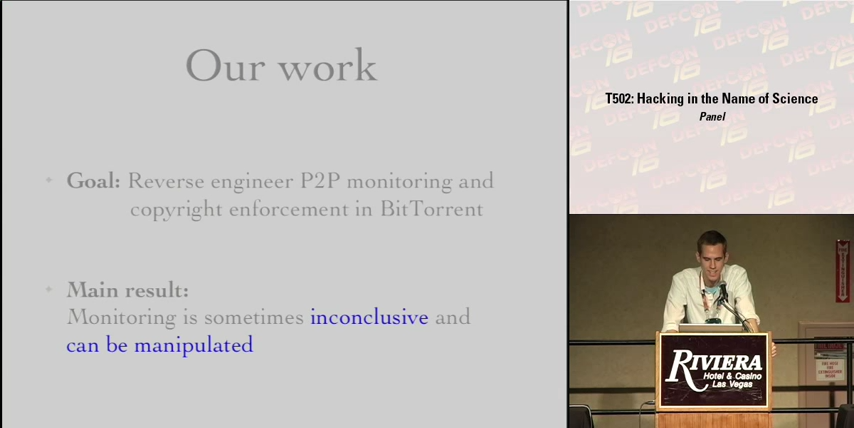 Our work
Goal: Reverse engineer P2P monitoring and
copyright enforcement in BitTorrent
Main result:
Monitoring is sometimes inconclusive and
can be manipulated
DEFCON 16
T502: Hacking in the Name of Science
Panel
RIVIERA
Hotel & Casino
Las Vegas